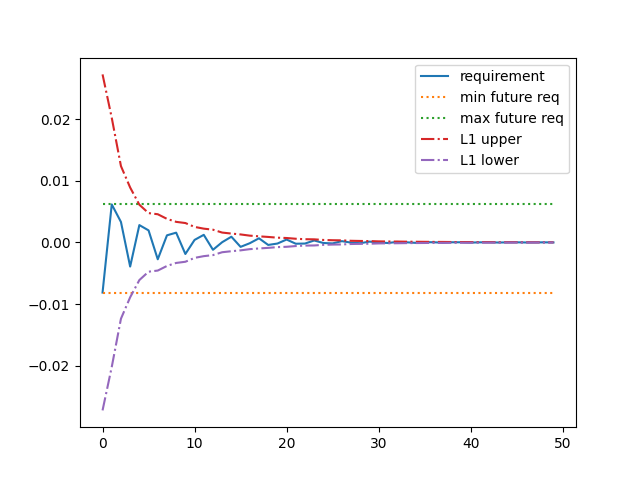 requirement
min future req
max future req
L1 upper
L1 lower
0.02
0.01
0.00
−0.01
−0.02
0 10 20 30 40 50